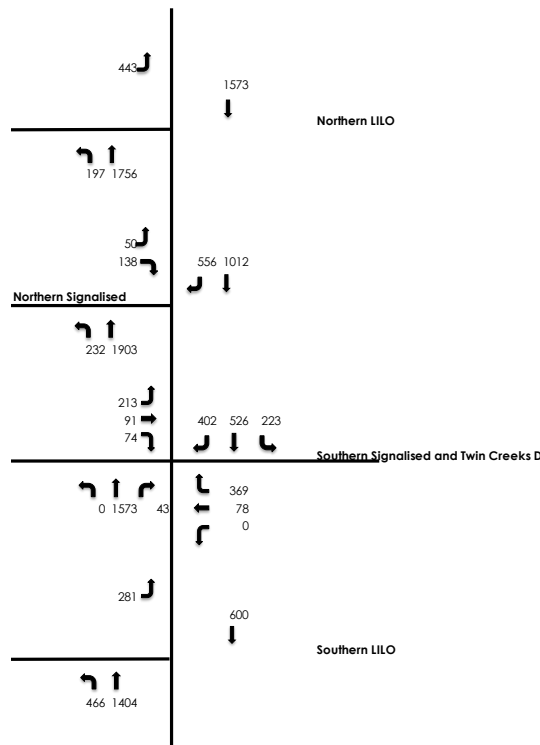 443
1573
Northern LILO
197 1756
50
138
556 1012
Northern Signalised
232 1903
213
91
74
402 526 223
Southern Signalised and Twin Creeks D
0 1573 43
369
78
0
281
600
Southern LILO
466 1404